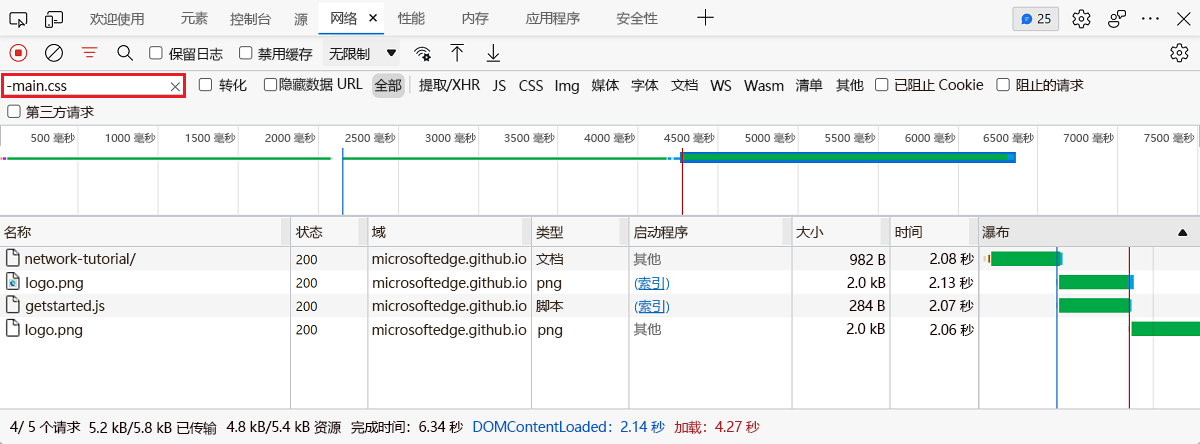 欢迎使用 元素 控制台 源 网络 性能 内存 应用程序 安全性 25
保留日志 禁用缓存 无限制
-main.css 转化 隐藏数据 URL 全部 提取/XHR JS CSS Img 媒体 字体 文档 WS Wasm 清单 其他 已阻止 Cookie 阻止的请求
第三方请求
500 毫秒 1000 毫秒 1500 毫秒 2000 毫秒 2500 毫秒 3000 毫秒 3500 毫秒 4000 毫秒 4500 毫秒 5000 毫秒 5500 毫秒 6000 毫秒 6500 毫秒 7000 毫秒 7500 毫秒
名称 状态 域 类型 启动程序 大小 时间 瀑布
network-tutorial/ 200 microsoftedge.github.io 文档 其他 982 B 2.08 秒
logo.png 200 microsoftedge.github.io png (索引) 2.0 kB 2.13 秒
getstarted.js 200 microsoftedge.github.io 脚本 (索引) 284 B 2.07 秒
logo.png 200 microsoftedge.github.io png 其他 2.0 kB 2.06 秒
4/ 5 个请求 5.2 kB/5.8 kB 已传输 4.8 kB/5.4 kB 资源 完成时间：6.34 秒 DOMContentLoaded：2.14 秒 加载：4.27 秒